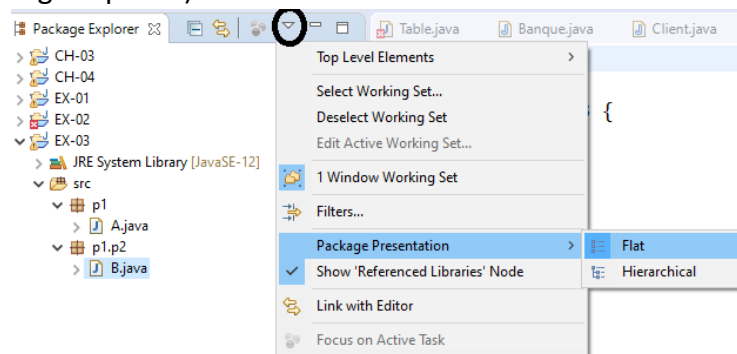 Package Explorer
Table.java
Banque.java
Client.java
CH-03
CH-04
EX-01
EX-02
EX-03
JRE System Library [JavaSE-12]
src
p1
A.java
p1.p2
B.java
Top Level Elements
Select Working Set...
Deselect Working Set
Edit Active Working Set...
1 Window Working Set
Filters...
Package Presentation
Show 'Referenced Libraries' Node
Link with Editor
Focus on Active Task
Flat
Hierarchical
{